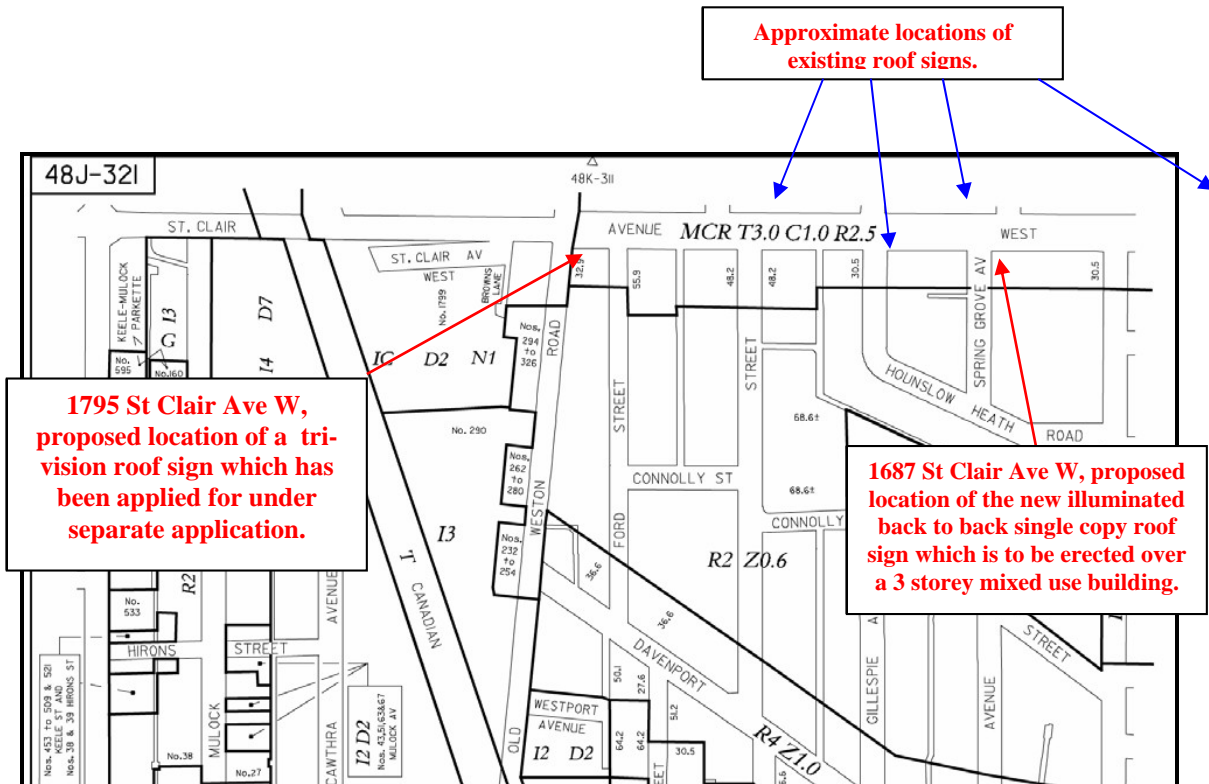 Approximate locations of
existing roof signs.
48J-321
48K-311
ST. CLAIR
AVENUE
MCR T3.0 C1.0 R2.5
WEST
ST. CLAIR AV
WEST
KEELE-MULOCK
PARKETTE
I3
G
D7
I4
No.1799
BROWNS
LANE
32.9
55.9
48.2
48.2
30.5
30.5
SPRING GROVE AV
No.
595
No.160
IC D2 N1
Nos.
294
to
326
ROAD
STREET
STREET
HOUNSLOW HEATH
ROAD
68.6±
1795 St Clair Ave W,
proposed location of a tri-
vision roof sign which has
been applied for under
separate application.
No. 290
Nos.
262
to
280
WESTON
CONNOLLY ST
68.6±
CONNOLLY
1687 St Clair Ave W, proposed
location of the new illuminated
back to back single copy roof
sign which is to be erected over
a 3 storey mixed use building.
I3
Nos.
232
to
254
FORD
R2 Z0.6
36.6
36.6
T
CANADIAN
R2
AVENUE
No.
533
HIRONS
STREET
STREET
DAVENPORT
GILLESPIE A
AVENUE
Nos. 453 to 509 & 521
KEELE ST AND
Nos. 38 & 39 HIRONS ST
MULOCK
CAWTHRA
I2 D2
Nos. 43,51,63&67
MULOCK AV
OLD
WESTPORT
AVENUE
I2 D2
50.1
27.6
51.2
64.2
64.2
30.5
R4 Z1.0
No.38
No.27